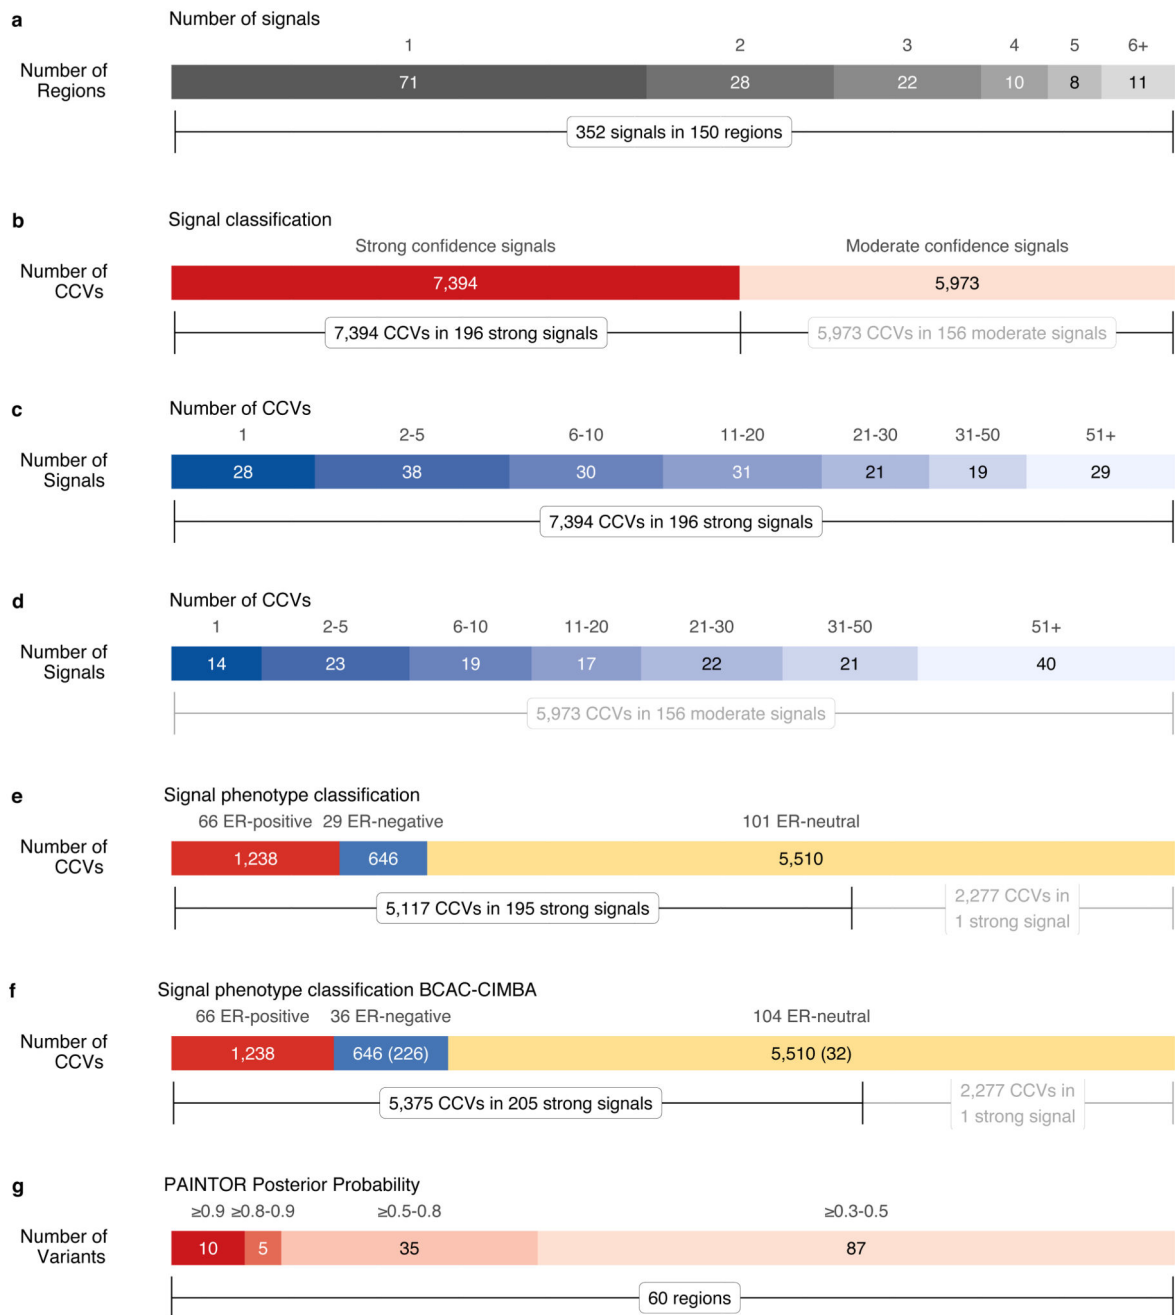 a
Number of signals
1 2 3 4 5 6+
Number of
Regions
71 28 22 10 8 11
352 signals in 150 regions
b
Signal classification
Strong confidence signals Moderate confidence signals
Number of
CCVs
7,394 5,973
7,394 CCVs in 196 strong signals 5,973 CCVs in 156 moderate signals
c
Number of CCVs
1 2-5 6-10 11-20 21-30 31-50 51+
Number of
Signals
28 38 30 31 21 19 29
7,394 CCVs in 196 strong signals
d
Number of CCVs
1 2-5 6-10 11-20 21-30 31-50 51+
Number of
Signals
14 23 19 17 22 21 40
5,973 CCVs in 156 moderate signals
e
Signal phenotype classification
66 ER-positive 29 ER-negative 101 ER-neutral
Number of
CCVs
1,238 646 5,510
5,117 CCVs in 195 strong signals
2,277 CCVs in
1 strong signal
f
Signal phenotype classification BCAC-CIMBA
66 ER-positive 36 ER-negative 104 ER-neutral
Number of
CCVs
1,238 646 (226) 5,510 (32)
5,375 CCVs in 205 strong signals
2,277 CCVs in
1 strong signal
g
PAINTOR Posterior Probability
≥0.9 ≥0.8-0.9 ≥0.5-0.8 ≥0.3-0.5
Number of
Variants
10 5 35 87
60 regions